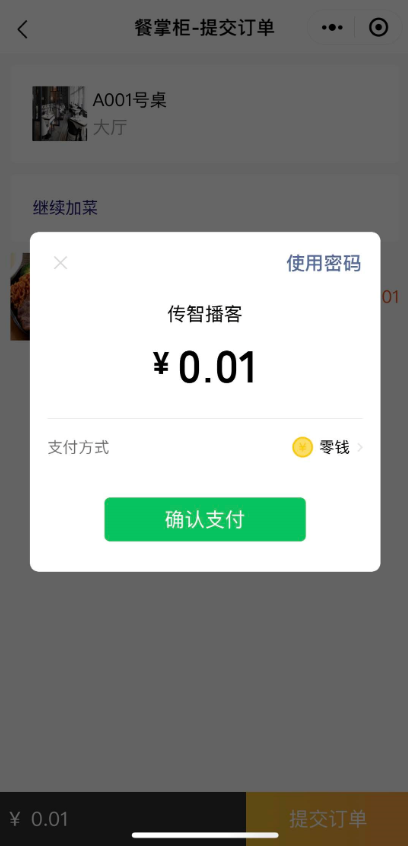 餐掌柜-提交订单
A001号桌
大厅
继续加菜
使用密码
01
传智播客
¥ 0.01
支付方式
零钱
确认支付
¥ 0.01
提交订单